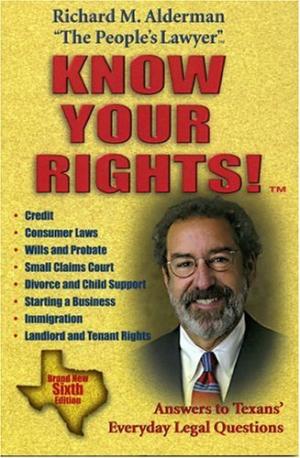 Richard M. Alderman
"The People's Lawyer"™
KNOW
YOUR
RIGHTS!™
• Credit
• Consumer Laws
• Wills and Probate
• Small Claims Court
• Divorce and Child Support
• Starting a Business
• Immigration
• Landlord and Tenant Rights
Brand New
Sixth
Edition
Answers to Texans'
Everyday Legal Questions